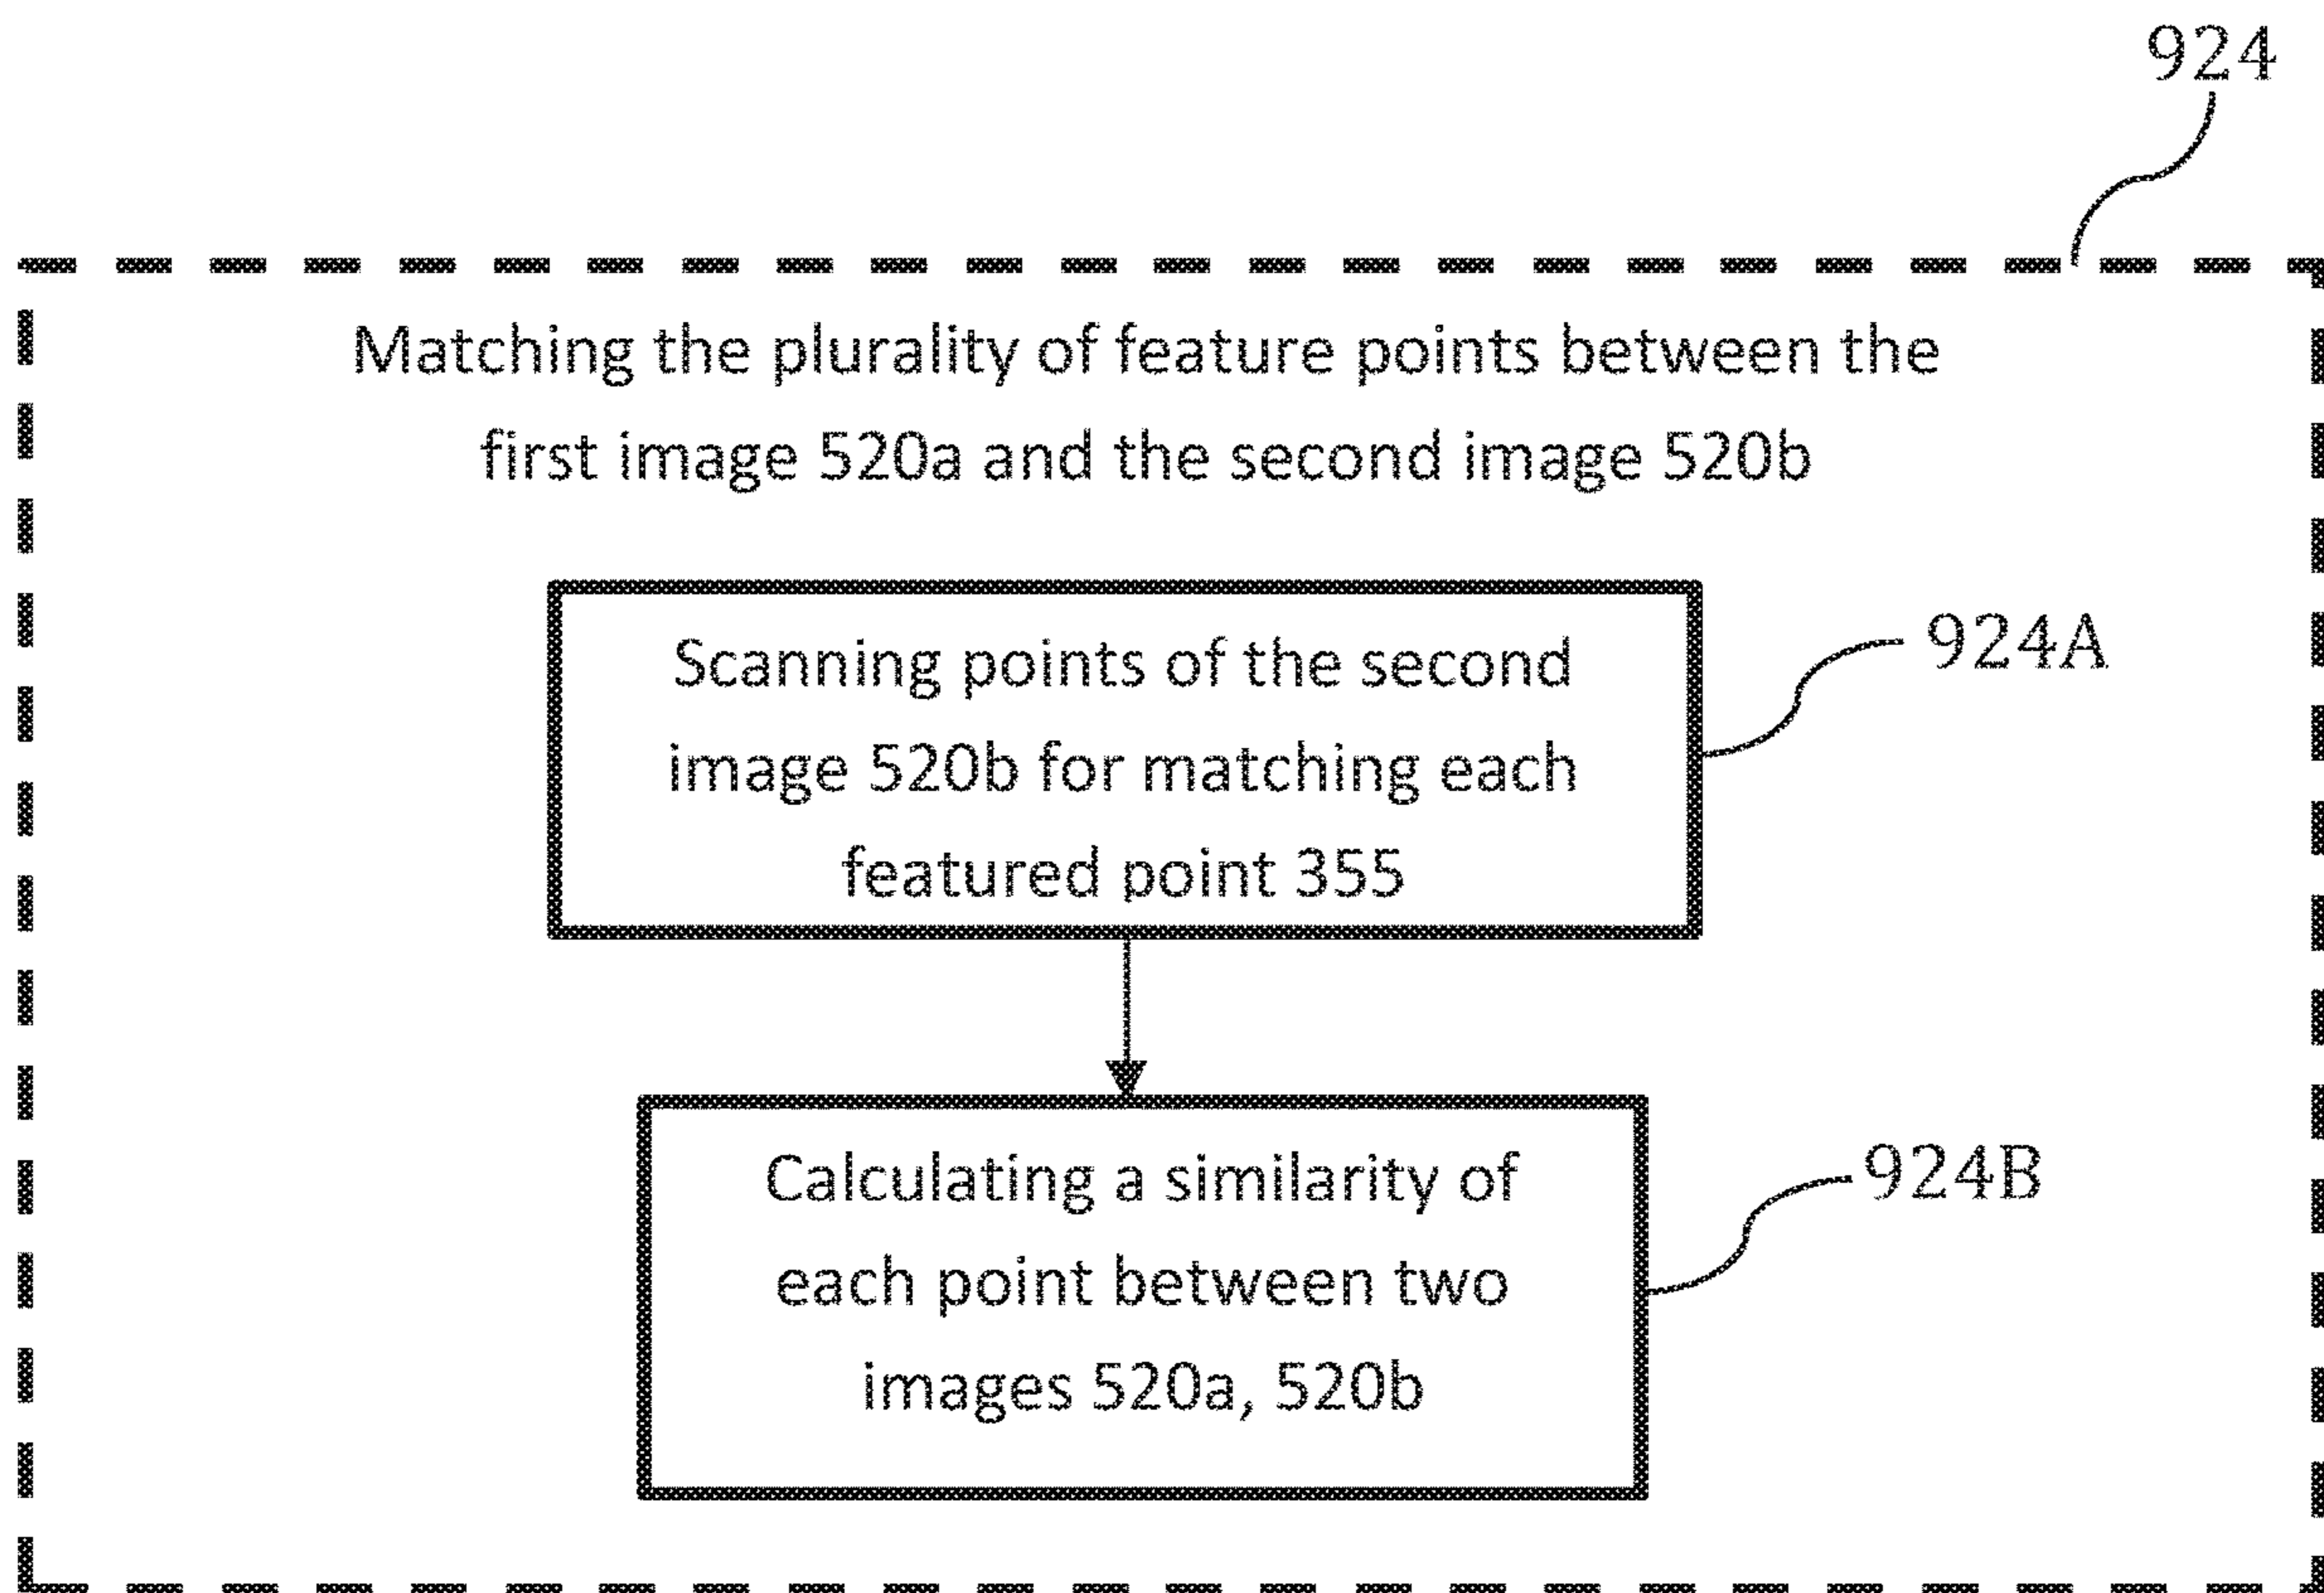 924
Matching the plurality of feature points between the
first image 520a and the second image 520b
Scanning points of the second
image 520b for matching each
featured point 355
924A
Calculating a similarity of
each point between two
images 520a, 520b
924B